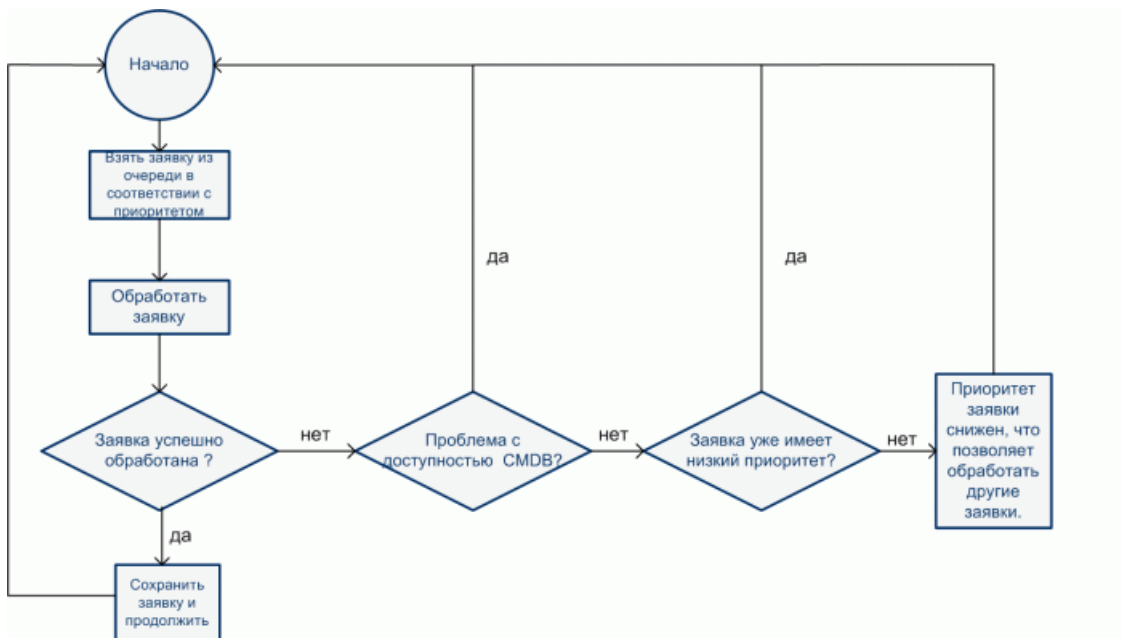 Начало
Взять заявку из
очереди в
соответствии с
приоритетом
Обработать
заявку
да
да
Заявка успешно
обработана ?
нет
Проблема с
доступностью CMDB?
нет
Заявка уже имеет
низкий приоритет?
нет
Приоритет
заявки
снижен, что
позволяет
обработать
другие
заявки.
да
Сохранить
заявку и
продолжить